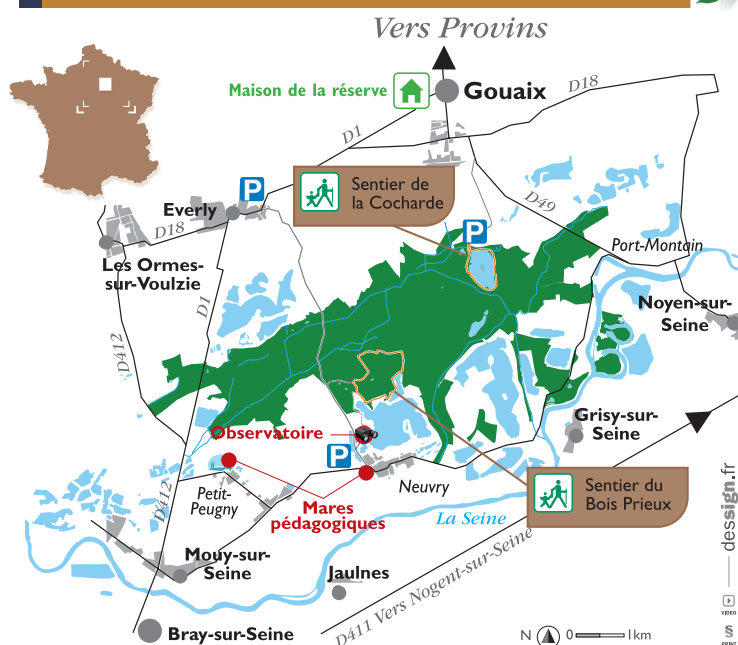 Vers Provins
Maison de la réserve
Gouaix
D18
D1
P
Sentier de
la Cocharde
Everly
D18
D49
P
Port-Montain
Les Ormes-
sur-Voulzie
D1
Noyen-sur-
Seine
D412
Grisy-sur-
Seine
Observatoire
P
Neuvry
Sentier du
Bois Prieux
Petit-
Peugny
D412
Mares
pédagogiques
La Seine
Mouy-sur-
Seine
Jaulnes
D411 Vers Nogent-sur-Seine
Bray-sur-Seine
N
0
1km
dessign.fr
VIDEO
PRINT